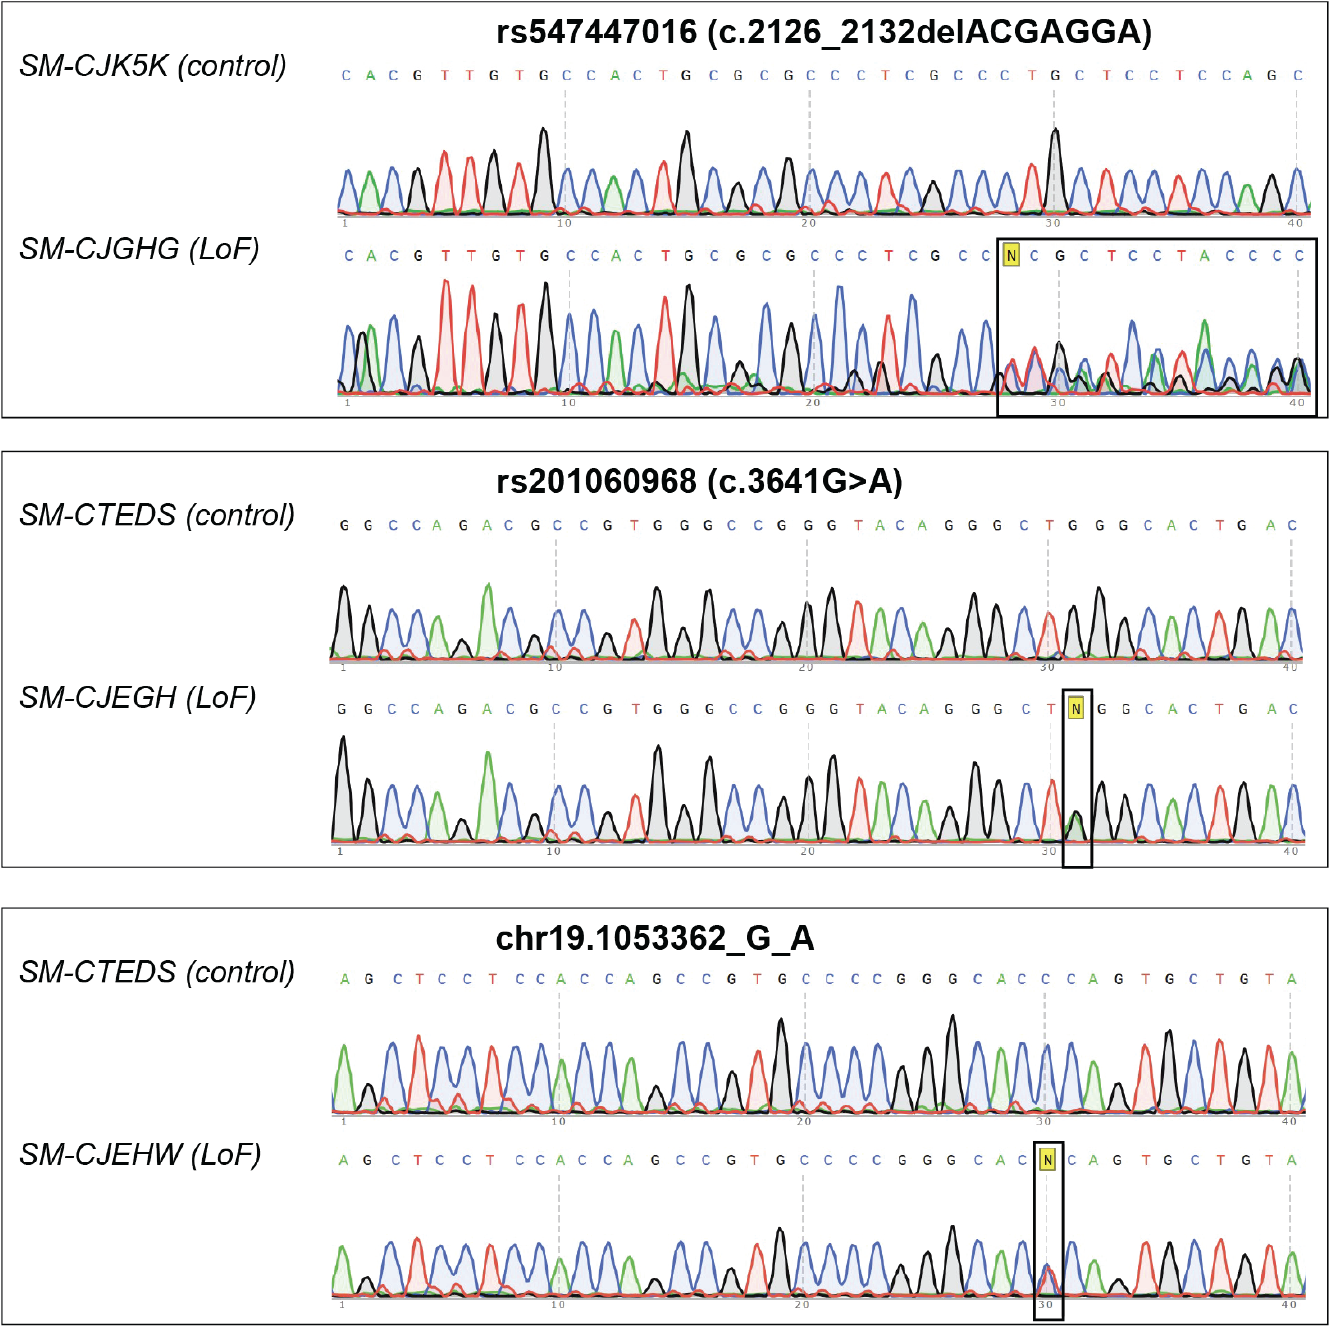 rs547447016 (c.2126_2132delACGAGGA)
SM-CJK5K (control)
C A C G T T G T G C C A C T G C G C G C C C T C G C C C T G C T C C T C C A G C
1 10 20 30 40
SM-CJGHG (LoF)
C A C G T T G T G C C A C T G C G C G C C C T C G C C N C G C T C C T A C C C C
1 10 20 30 40
rs201060968 (c.3641G>A)
SM-CTEDS (control)
G G C C A G A C G C C G T G G G C C G G G T A C A G G G C T G G G C A C T G A C
1 10 20 30 40
SM-CJEGH (LoF)
G G C C A G A C G C C G T G G G C C G G G T A C A G G G C T N G G C A C T G A C
1 10 20 30 40
chr19.1053362_G_A
SM-CTEDS (control)
A G C T C C T C C A C C A G C C G T G C C C C G G G C A C C C A G T G C T G T A
1 10 20 30 40
SM-CJEHW (LoF)
A G C T C C T C C A C C A G C C G T G C C C C G G G C A C N C A G T G C T G T A
1 10 20 30 40